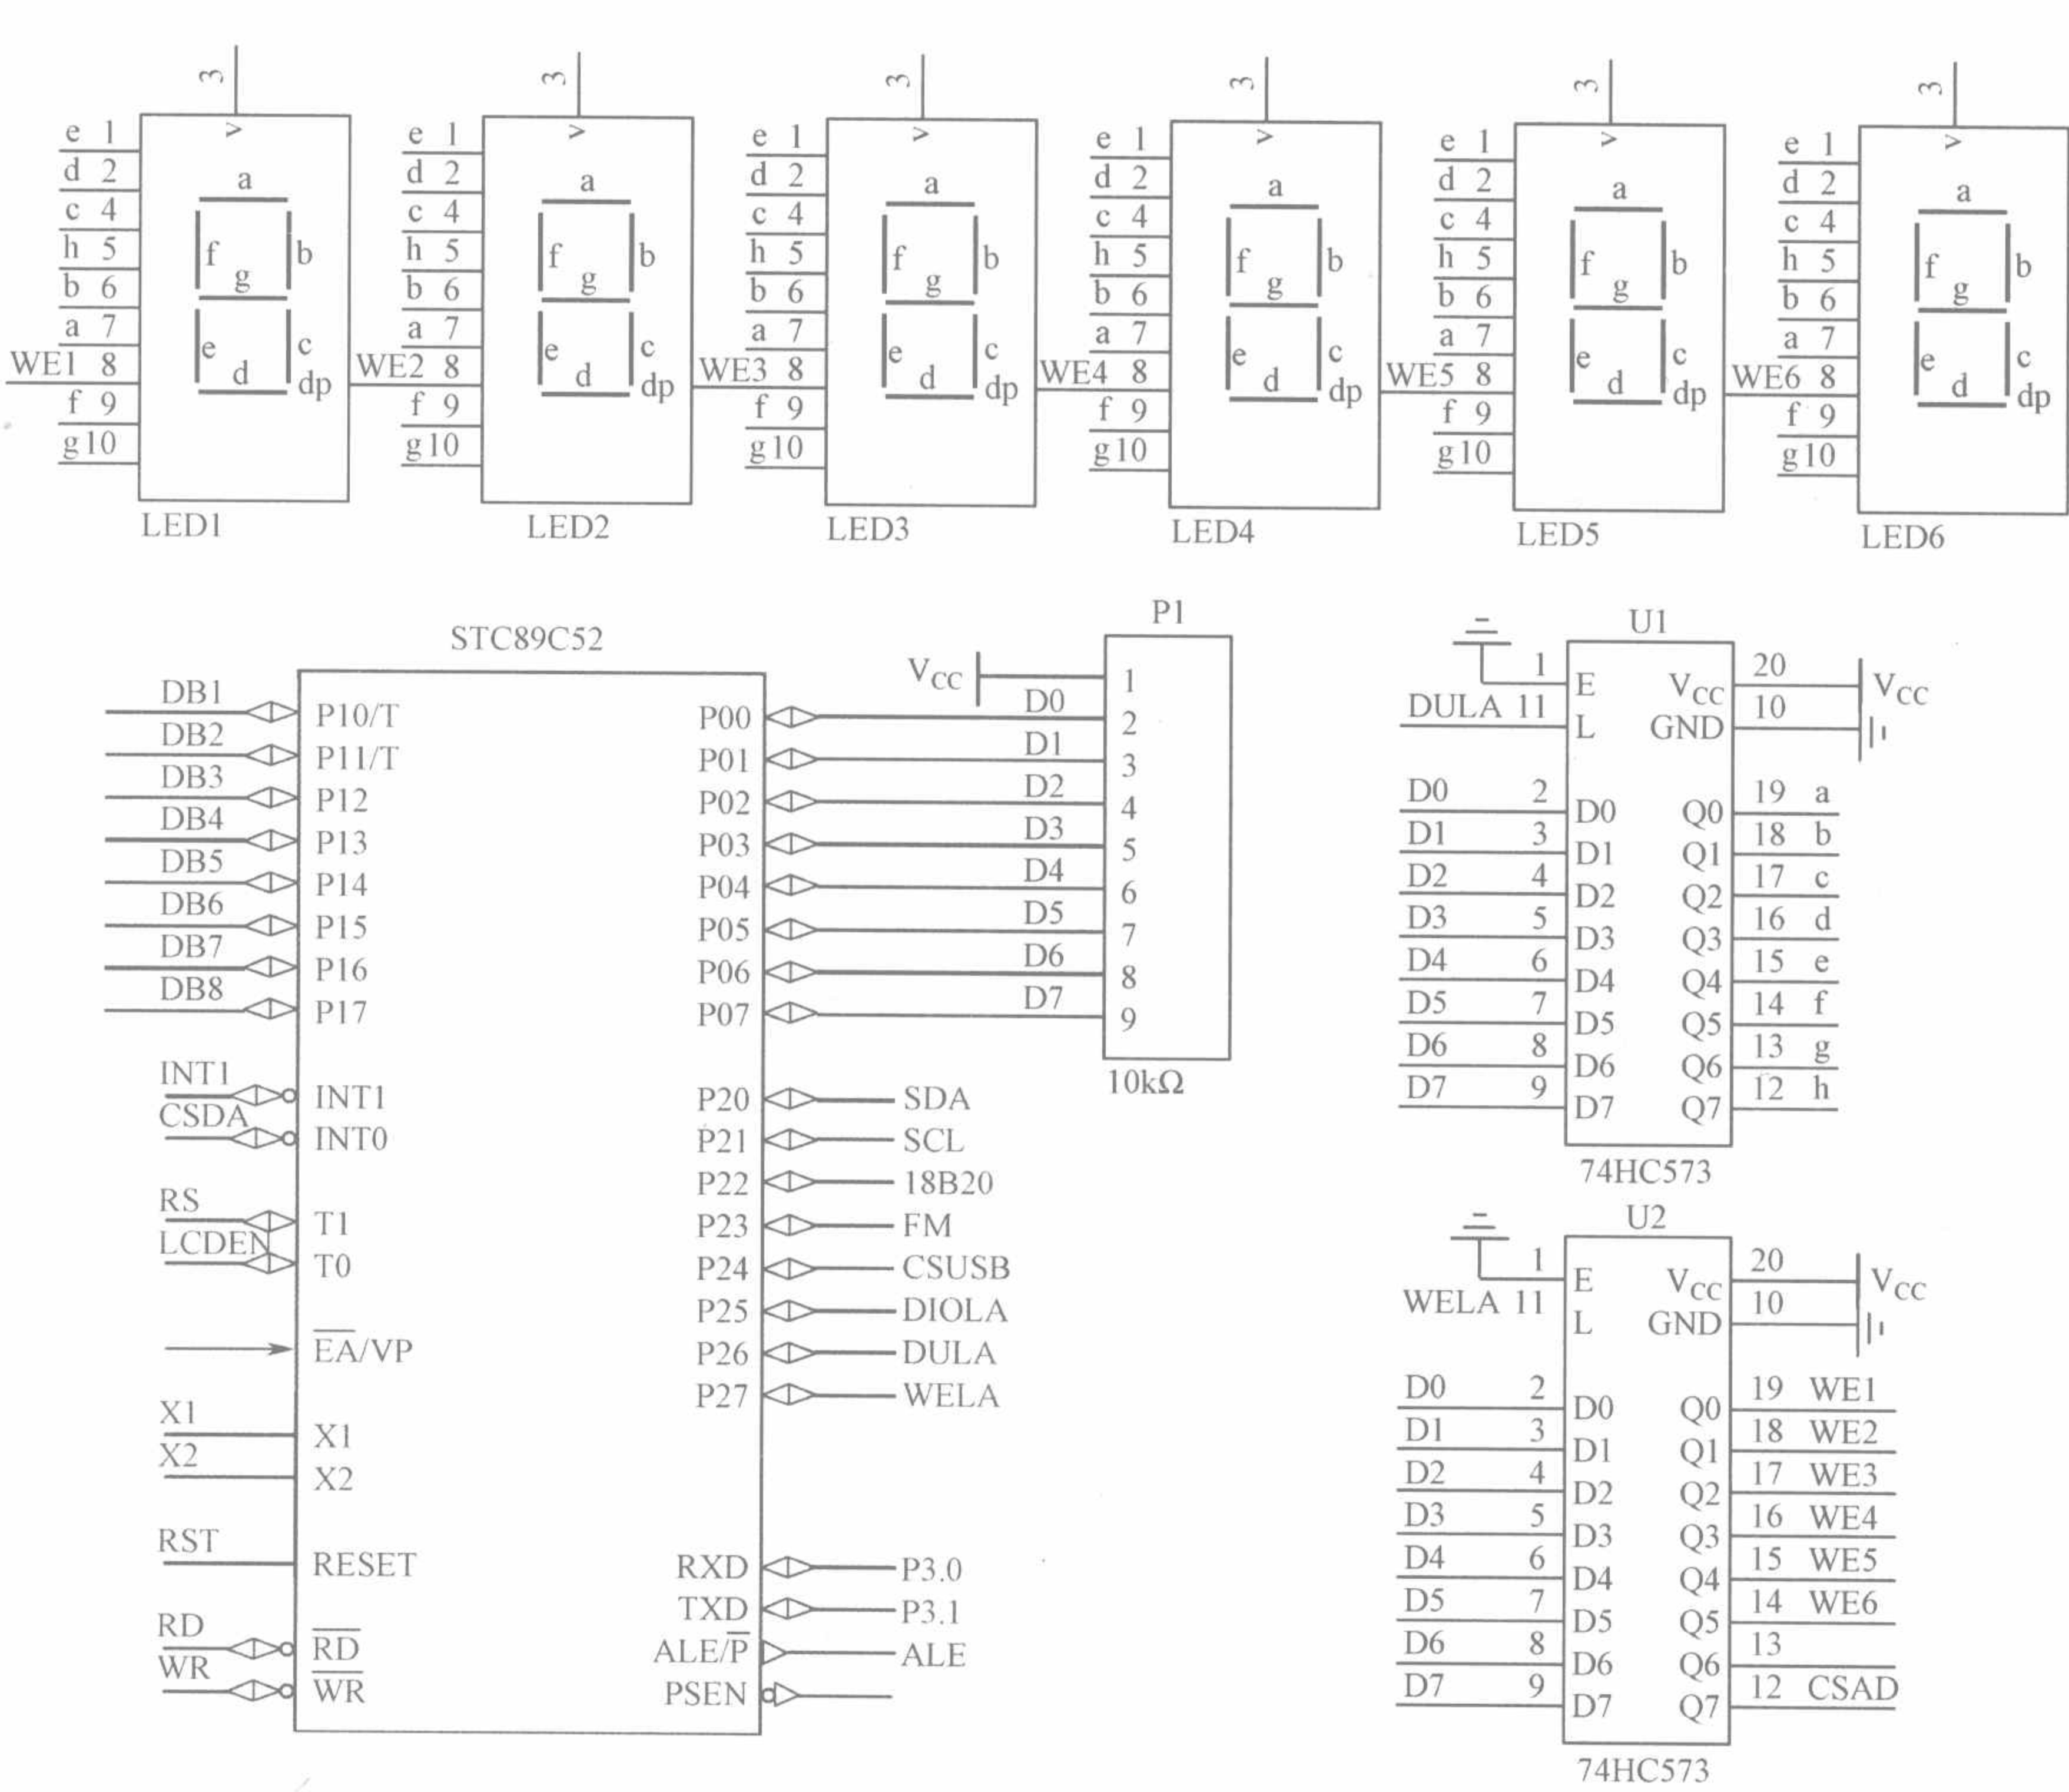 3 3 3 3 3 3
v v v v v v
e 1 e 1 e 1 e 1 e 1 e 1
d 2 d 2 d 2 d 2 d 2 d 2
a a a a a a
c 4 c 4 c 4 c 4 c 4 c 4
h 5 f b h 5 f b h 5 f b h 5 f b h 5 f b h 5 f b
g g g g g g
b 6 b 6 b 6 b 6 b 6 b 6
a 7 a 7 a 7 a 7 a 7 a 7
e c e c e c e c e c e c
WE1 8 d dp WE2 8 d dp WE3 8 d dp WE4 8 d dp WE5 8 d dp WE6 8 d dp
f 9 f 9 f 9 f 9 f 9 f 9
g10 g10 g10 g10 g10 g10
LED1 LED2 LED3 LED4 LED5 LED6
STC89C52
DB1 P10/T
DB2 P11/T
DB3 P12
DB4 P13
DB5 P14
DB6 P15
DB7 P16
DB8 P17
INT1 INT1
CSDA INT0
RS T1
LCDEN T0
EA/VP
X1 X1
X2 X2
RST RESET
RD RD
WR WR
P00
P01
P02
P03
P04
P05
P06
P07
P20 SDA
P21 SCL
P22 18B20
P23 FM
P24 CSUSB
P25 DIOLA
P26 DULA
P27 WELA
RXD P3.0
TXD P3.1
ALE/P ALE
PSEN
P1
VCC 1
D0 2
D1 3
D2 4
D3 5
D4 6
D5 7
D6 8
D7 9
10kΩ
U1
1 E VCC 20 VCC
DULA 11 L GND 10
D0 2 D0 Q0 19 a
D1 3 D1 Q1 18 b
D2 4 D2 Q2 17 c
D3 5 D3 Q3 16 d
D4 6 D4 Q4 15 e
D5 7 D5 Q5 14 f
D6 8 D6 Q6 13 g
D7 9 D7 Q7 12 h
74HC573
U2
1 E VCC 20 VCC
WELA 11 L GND 10
D0 2 D0 Q0 19 WE1
D1 3 D1 Q1 18 WE2
D2 4 D2 Q2 17 WE3
D3 5 D3 Q3 16 WE4
D4 6 D4 Q4 15 WE5
D5 7 D5 Q5 14 WE6
D6 8 D6 Q6 13
D7 9 D7 Q7 12 CSAD
74HC573